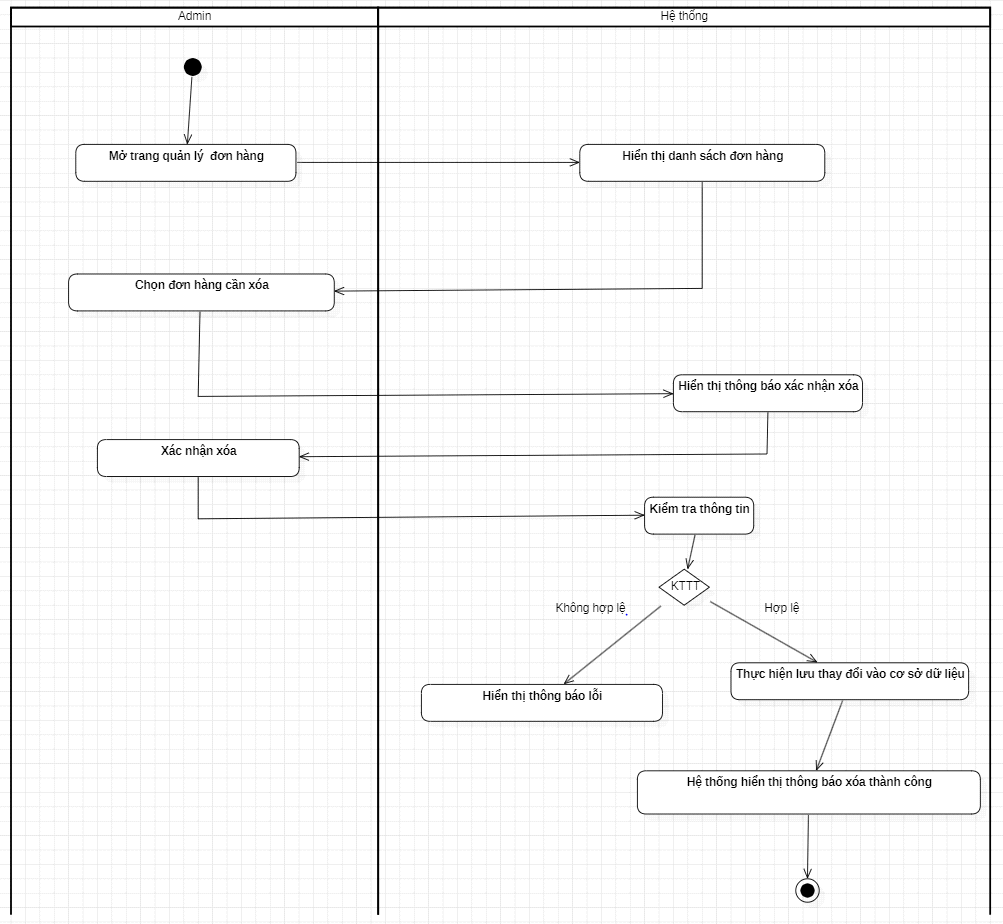 Admin
Hệ thống
Mở trang quản lý  đơn hàng
Hiển thị danh sách đơn hàng
Chọn đơn hàng cần xóa
Hiển thị thông báo xác nhận xóa
Xác nhận xóa
Kiểm tra thông tin
KTTT
Không hợp lệ
Hợp lệ
Thực hiện lưu thay đổi vào cơ sở dữ liệu
Hiển thị thông báo lỗi
Hệ thống hiển thị thông báo xóa thành công